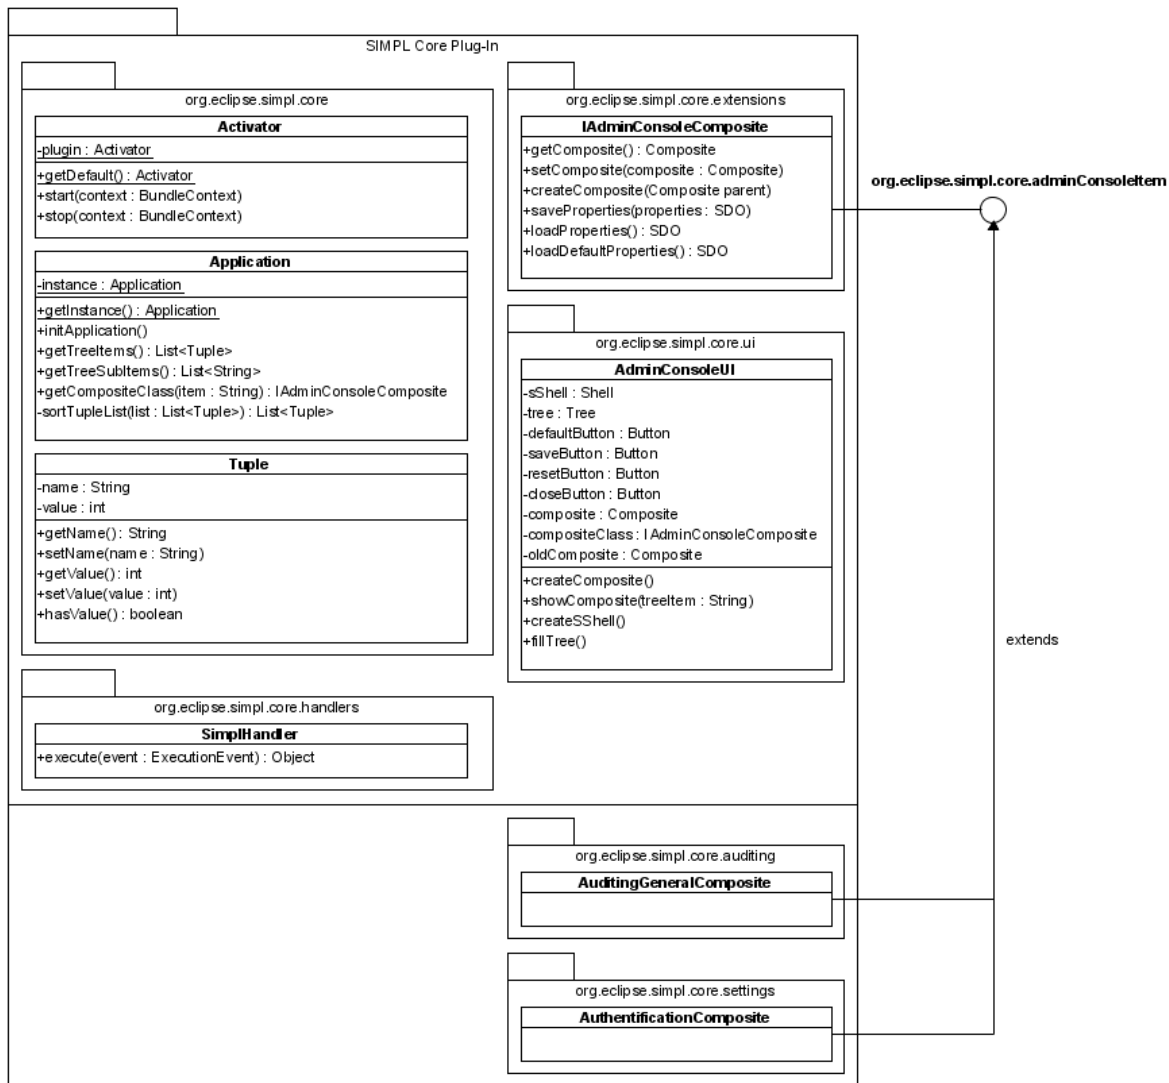 SIMPL Core Plug-In
org.eclipse.simpl.core
Activator
-plugin : Activator
+getDefault() : Activator
+start(context : BundleContext)
+stop(context : BundleContext)
Application
-instance : Application
+getInstance() : Application
+initApplication()
+getTreeItems() : List<Tuple>
+getTreeSubItems() : List<String>
+getCompositeClass(item : String) : IAdminConsoleComposite
-sortTupleList(list : List<Tuple>) : List<Tuple>
Tuple
-name : String
-value : int
+getName() : String
+setName(name : String)
+getValue() : int
+setValue(value : int)
+hasValue() : boolean
org.eclipse.simpl.core.handlers
SimplHandler
+execute(event : ExecutionEvent) : Object
org.eclipse.simpl.core.extensions
IAdminConsoleComposite
+getComposite() : Composite
+setComposite(composite : Composite)
+createComposite(Composite parent)
+saveProperties(properties : SDO)
+loadProperties() : SDO
+loadDefaultProperties() : SDO
org.eclipse.simpl.core.ui
AdminConsoleUI
-sShell : Shell
-tree : Tree
-defaultButton : Button
-saveButton : Button
-resetButton : Button
-closeButton : Button
-composite : Composite
-compositeClass : IAdminConsoleComposite
-oldComposite : Composite
+createComposite()
+showComposite(treeItem : String)
+createSShell()
+fillTree()
org.eclipse.simpl.core.adminConsoleItem
extends
org.eclipse.simpl.core.auditing
AuditingGeneralComposite
org.eclipse.simpl.core.settings
AuthentificationComposite